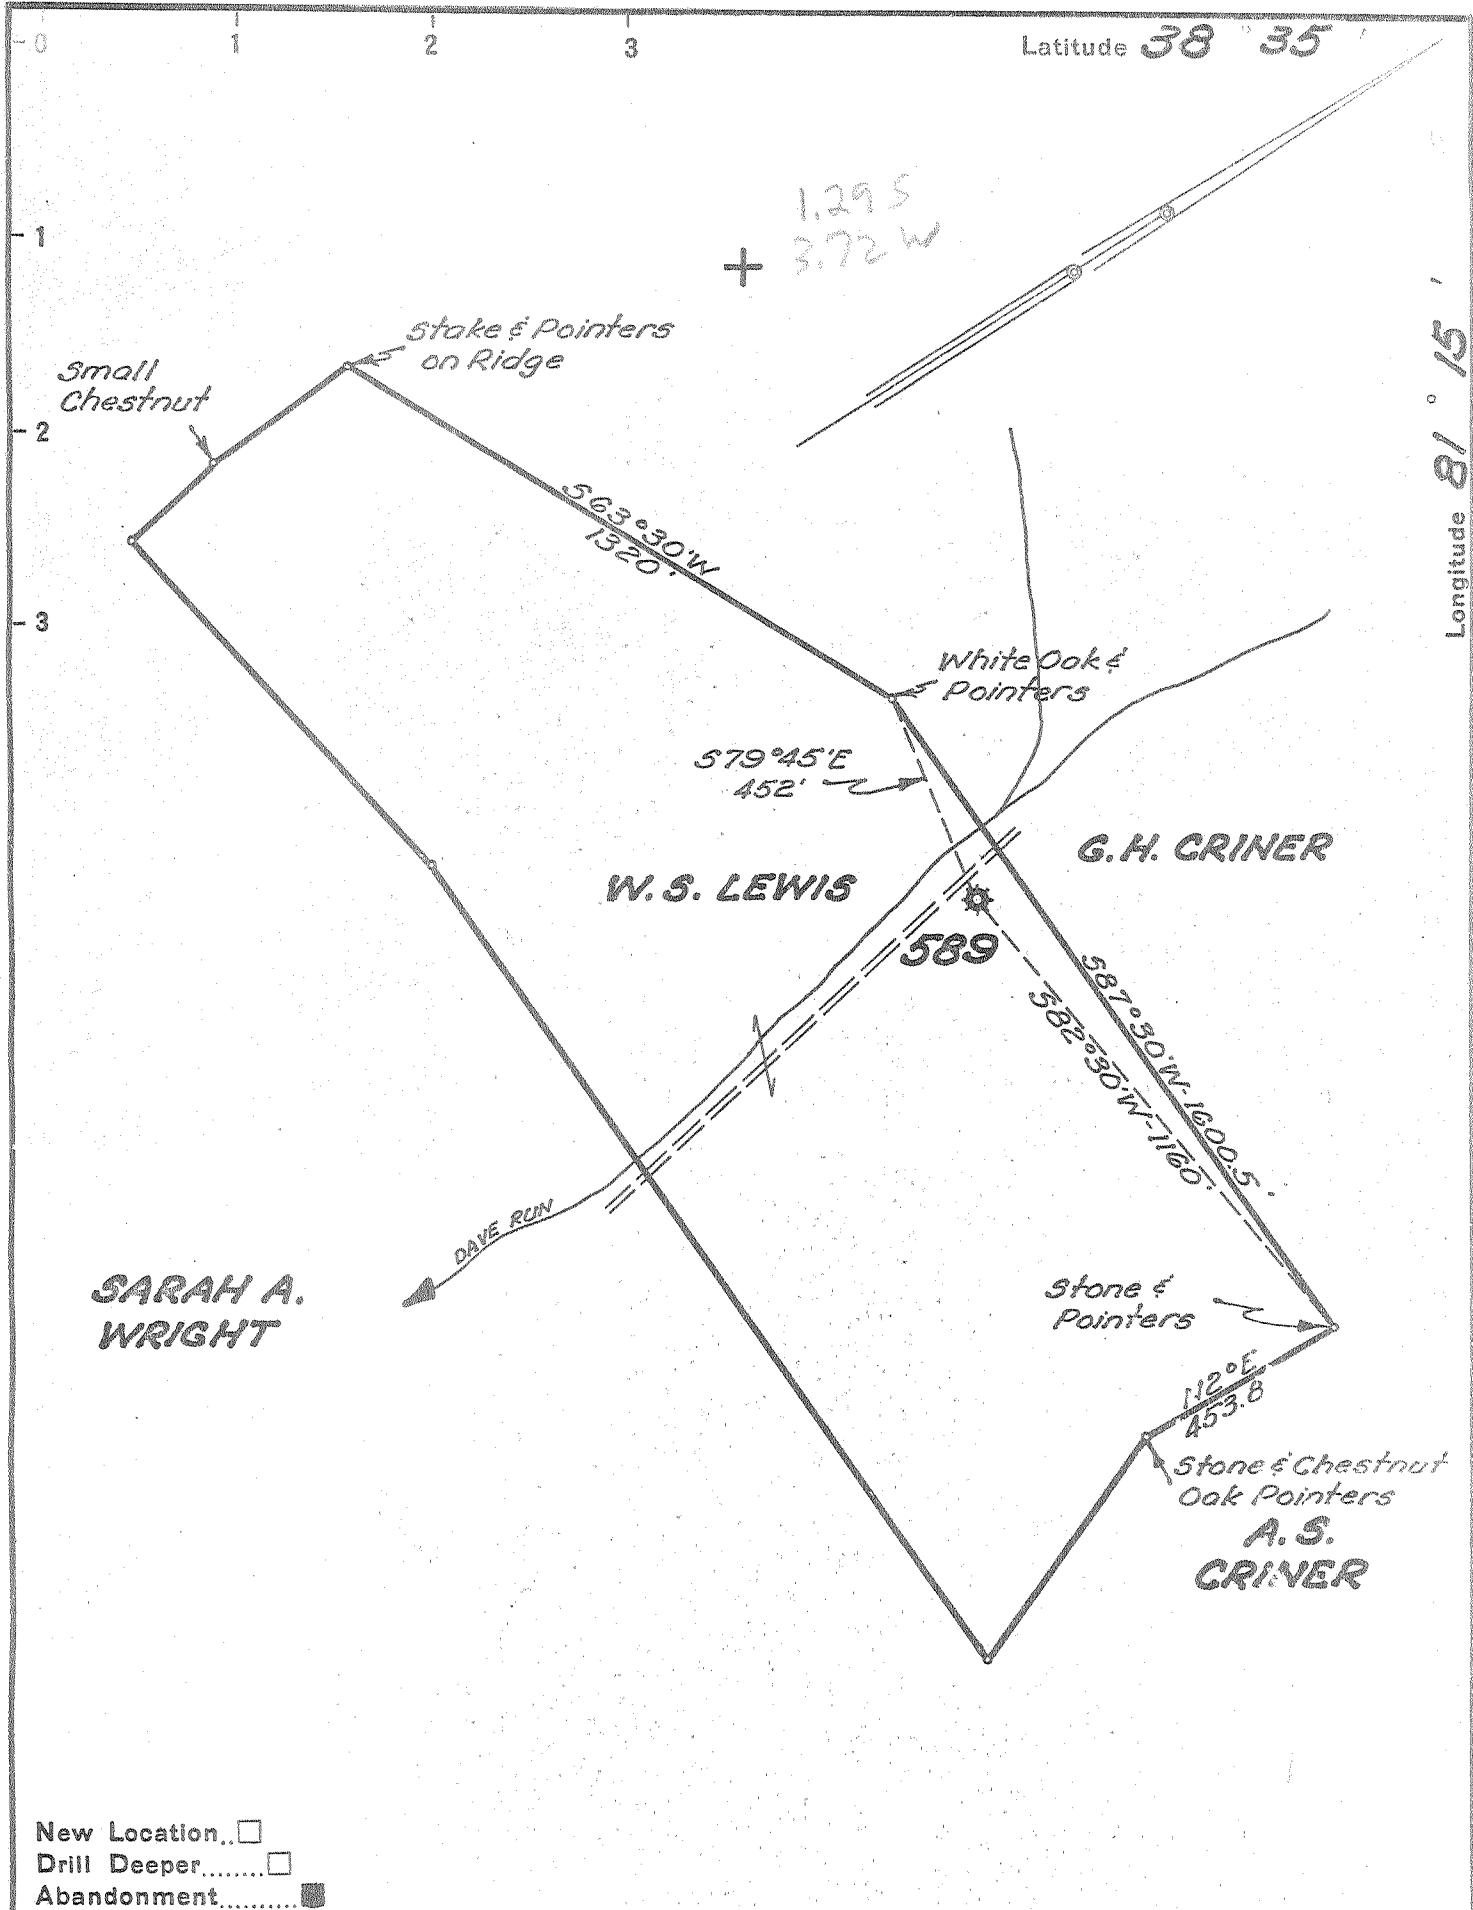 0 1 2 3 Latitude 38° 35'
1
2
3
Longitude 81° 15'
1.29 S
3.72 W
Stake & Pointers
on Ridge
Small
Chestnut
S63°30'W
1320'
White Oak &
Pointers
S79°45'E
452'
G.H. CRINER
W.S. LEWIS
589
S87°30'W-1600.5'
S82°30'W-1160'
DAVE RUN
SARAH A.
WRIGHT
Stone &
Pointers
12°E
453.8
Stone & Chestnut
Oak Pointers
A.S.
CRINER
New Location..
Drill Deeper........
Abandonment..........